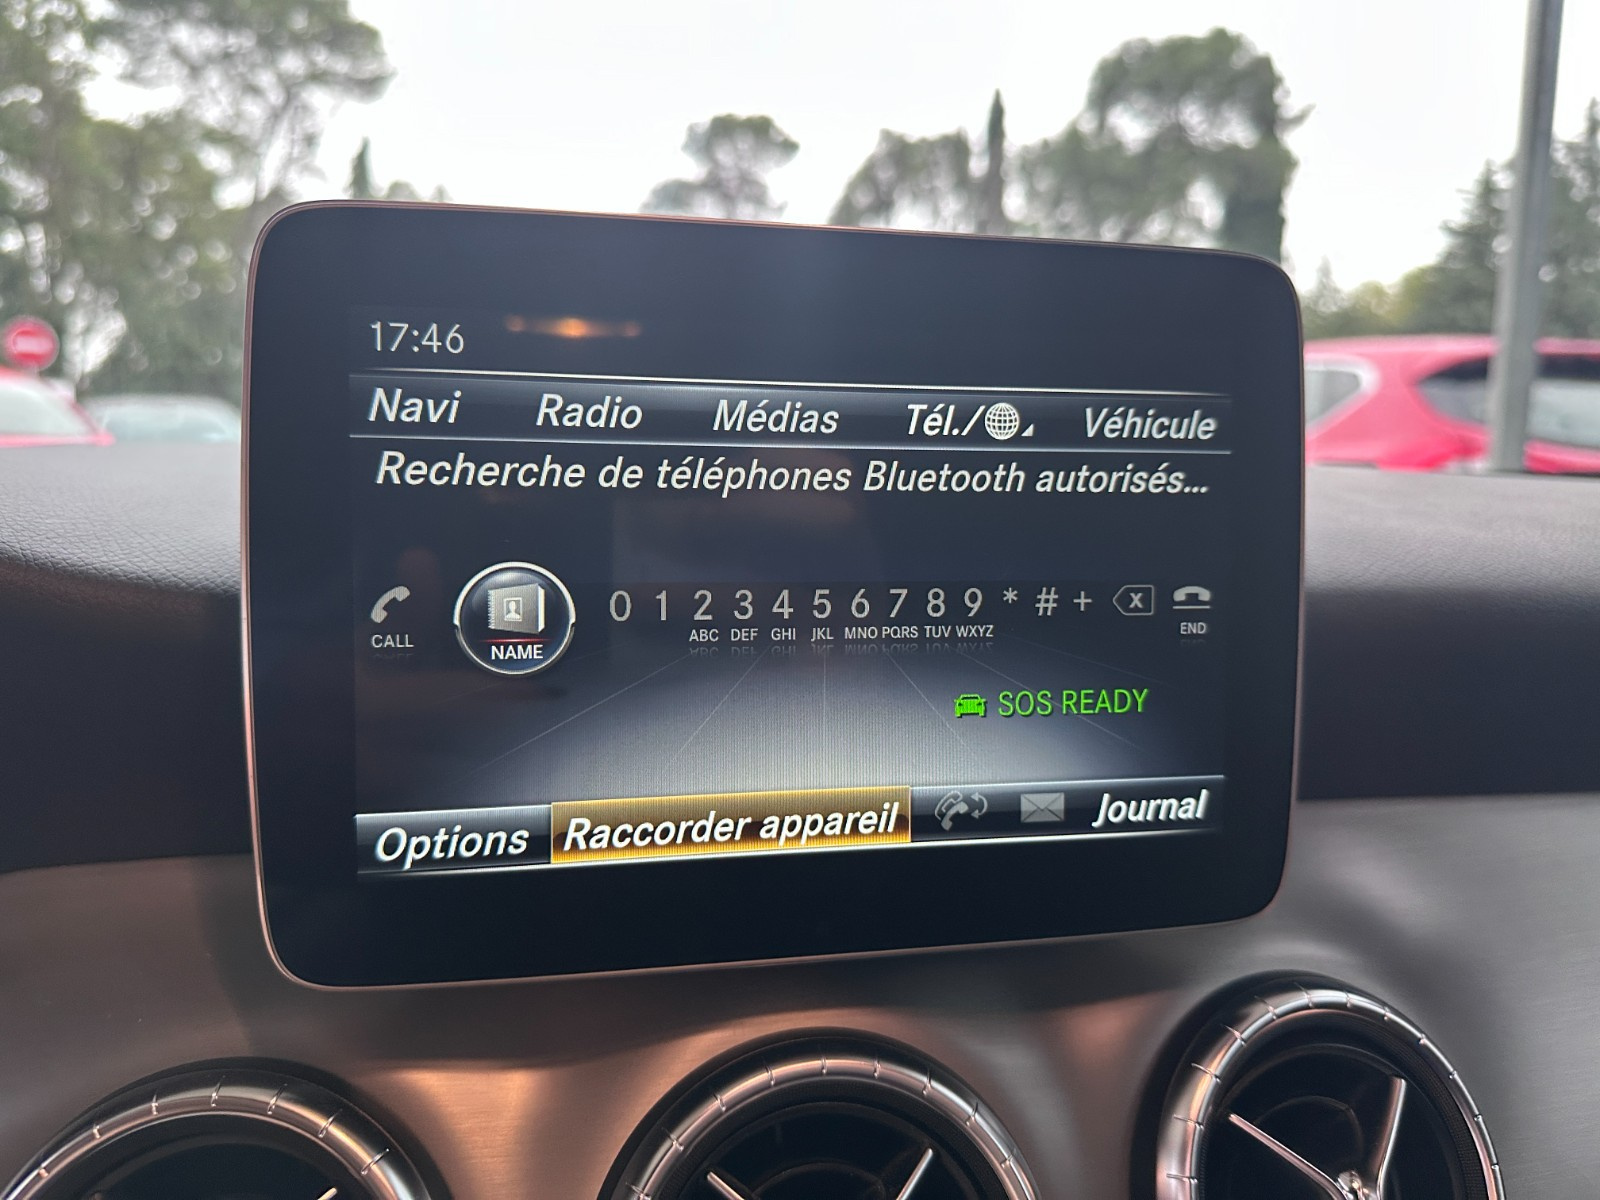 17:46
Navi Radio Médias Tél./ Véhicule
Recherche de téléphones Bluetooth autorisés...
0 1 2 3 4 5 6 7 8 9 * # + X
CALL NAME ABC DEF GHI JKL MNO PQRS TUV WXYZ END
SOS READY
Options Raccorder appareil Journal